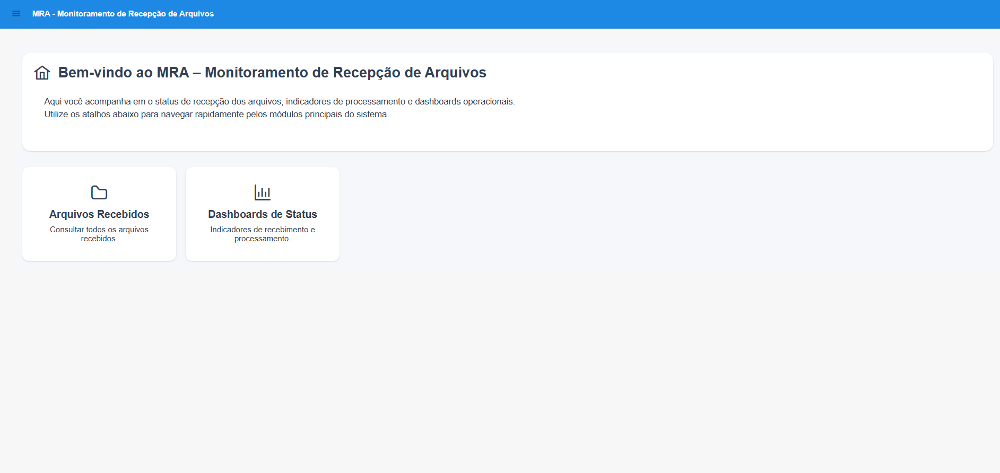 MRA - Monitoramento de Recepção de Arquivos
Bem-vindo ao MRA – Monitoramento de Recepção de Arquivos
Aqui você acompanha em o status de recepção dos arquivos, indicadores de processamento e dashboards operacionais.
Utilize os atalhos abaixo para navegar rapidamente pelos módulos principais do sistema.
Arquivos Recebidos
Consultar todos os arquivos
recebidos.
Dashboards de Status
Indicadores de recebimento e
processamento.